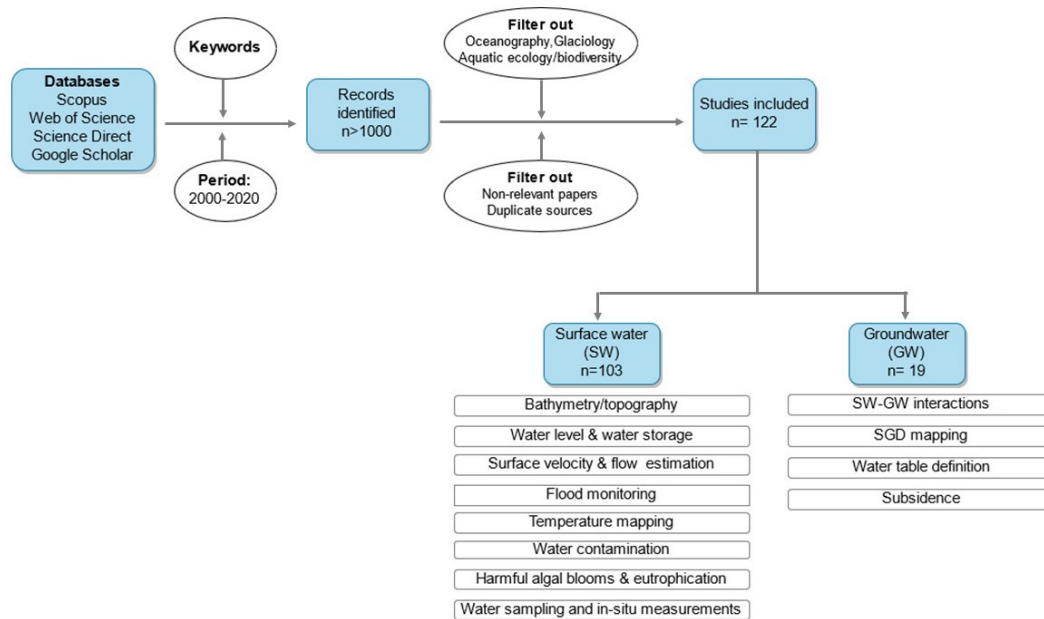 Databases
Scopus
Web of Science
Science Direct
Google Scholar
Keywords
Period:
2000-2020
Records
identified
n>1000
Filter out
Oceanography,Glaciology
Aquatic ecology/biodiversity
Filter out
Non-relevant papers
Duplicate sources
Studies included
n= 122
Surface water
(SW)
n=103
Bathymetry/topography
Water level & water storage
Surface velocity & flow estimation
Flood monitoring
Temperature mapping
Water contamination
Harmful algal blooms & eutrophication
Water sampling and in-situ measurements
Groundwater
(GW)
n= 19
SW-GW interactions
SGD mapping
Water table definition
Subsidence